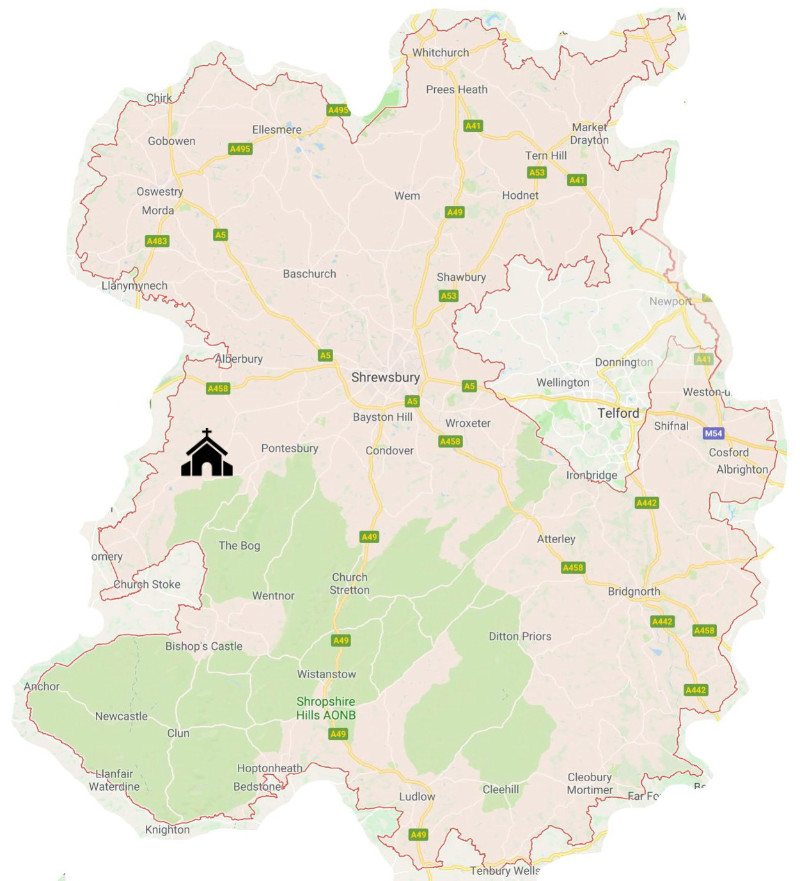 M
Whitchurch
Prees Heath
Chirk
A495
Ellesmere
A41
Market
Drayton
Gobowen
A495
Tern Hill
A53
A41
Oswestry
Wem
Hodnet
Morda
A49
A5
A483
Baschurch
Shawbury
Llanymynech
A53
Newport
Alberbury
A5
A41
Donnington
Shrewsbury
Wellington
A458
A5
Weston-u
A5
Bayston Hill
Wroxeter
Telford
Shifnal
M54
A458
Pontesbury
Condover
Cosford
Albrighton
Ironbridge
A442
A49
Atterley
The Bog
omery
A458
Church
Stretton
Church Stoke
Wentnor
Bridgnorth
A442
A458
A49
Ditton Priors
Bishop's Castle
Wistanstow
Anchor
A442
Shropshire
Hills AONB
Newcastle
Clun
A49
Hoptonheath
Llanfair
Waterdine
Bedstone
Cleobury
Mortimer
Cleehill
Ludlow
Far Fo
Be
Knighton
A49
Tenbury Wells